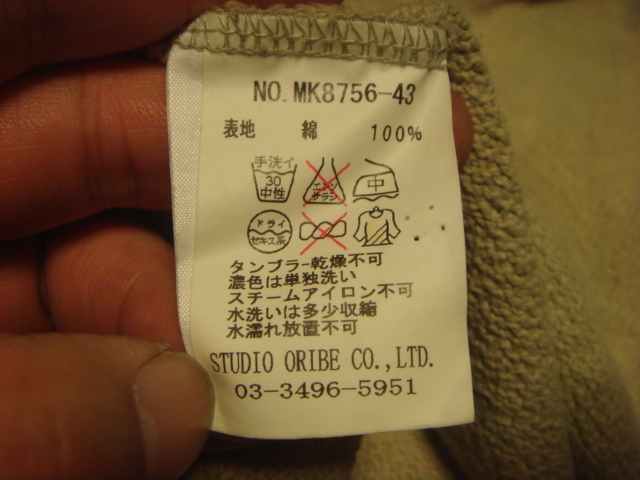 NO.MK8756-43
表地 綿 100%
手洗イ
30
中性
エンソ
サラシ
中
ドライ
セキユ系
タンブラ-乾燥不可
濃色は単独洗い
スチームアイロン不可
水洗いは多少収縮
水濡れ放置不可
STUDIO ORIBE CO.,LTD.
03-3496-5951